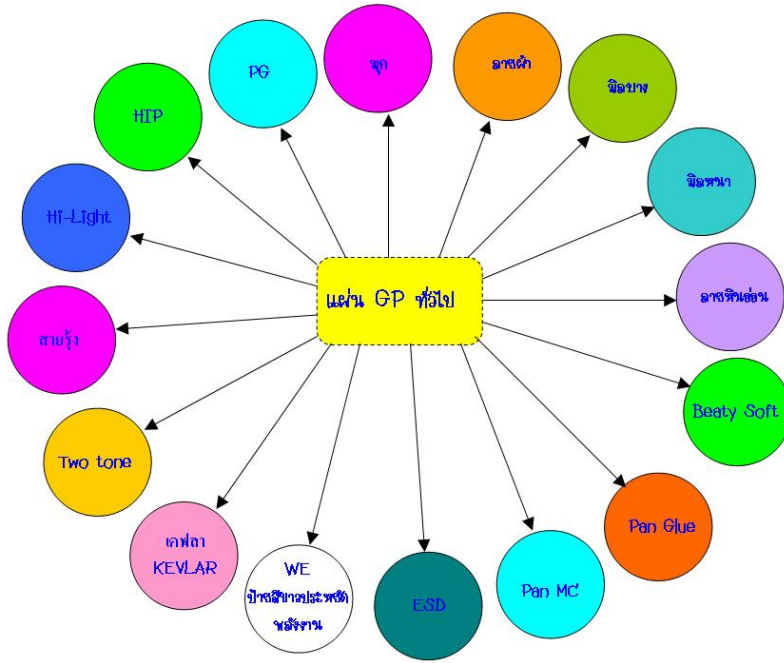 แผ่น GP ทั่วไป
มุก
ลายผ้า
ฟิลบาง
ฟิลหนา
ลายหินอ่อน
Beaty Soft
Pan Glue
Pan MC
ESD
WE
ป้ายสีขาวประหยัด
พลังงาน
เคฟลา
KEVLAR
Two tone
สายรุ้ง
Hi-Light
HIP
PG